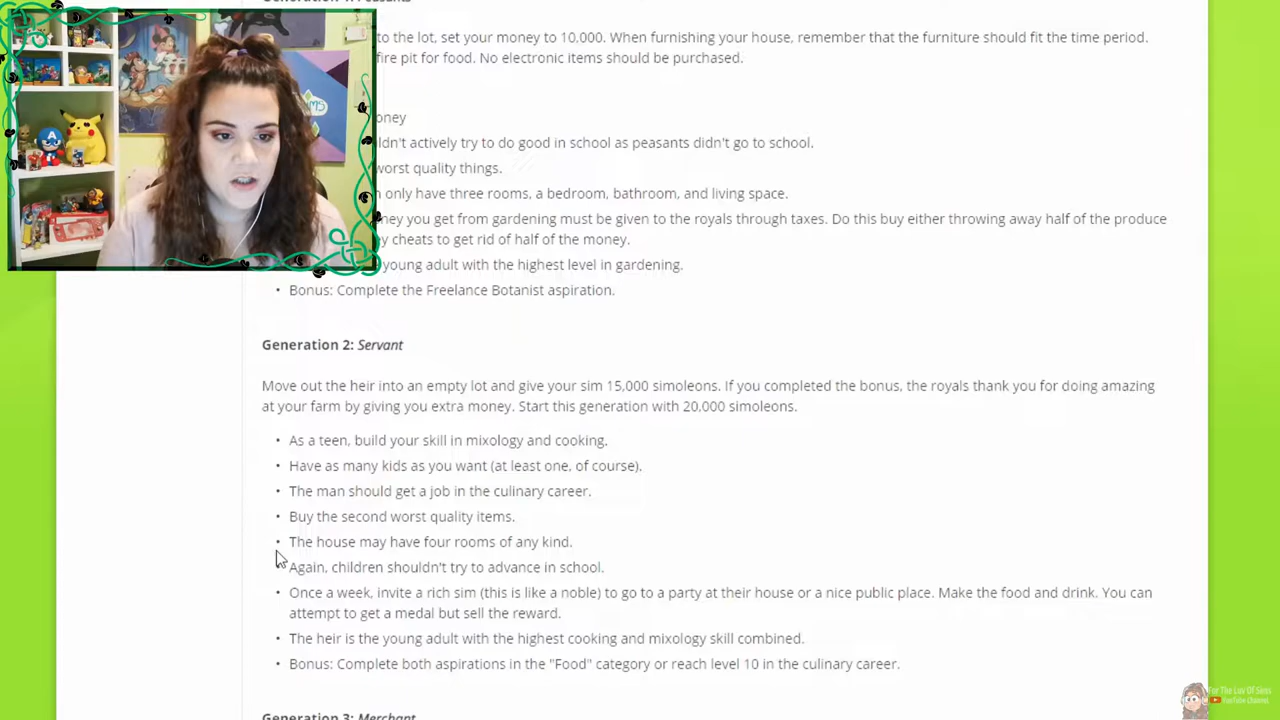 Generation 1: Peasants
to the lot, set your money to 10,000. When furnishing your house, remember that the furniture should fit the time period.
fire pit for food. No electronic items should be purchased.
oney
ldn't actively try to do good in school as peasants didn't go to school.
worst quality things.
only have three rooms, a bedroom, bathroom, and living space.
ney you get from gardening must be given to the royals through taxes. Do this buy either throwing away half of the produce
y cheats to get rid of half of the money.
young adult with the highest level in gardening.
• Bonus: Complete the Freelance Botanist aspiration.
Generation 2: Servant
Move out the heir into an empty lot and give your sim 15,000 simoleons. If you completed the bonus, the royals thank you for doing amazing
at your farm by giving you extra money. Start this generation with 20,000 simoleons.
• As a teen, build your skill in mixology and cooking.
• Have as many kids as you want (at least one, of course).
• The man should get a job in the culinary career.
• Buy the second worst quality items.
• The house may have four rooms of any kind.
Again, children shouldn't try to advance in school.
• Once a week, invite a rich sim (this is like a noble) to go to a party at their house or a nice public place. Make the food and drink. You can
attempt to get a medal but sell the reward.
• The heir is the young adult with the highest cooking and mixology skill combined.
• Bonus: Complete both aspirations in the "Food" category or reach level 10 in the culinary career.
Generation 3: Merchant
For The Luv Of Sims
YouTube Channel